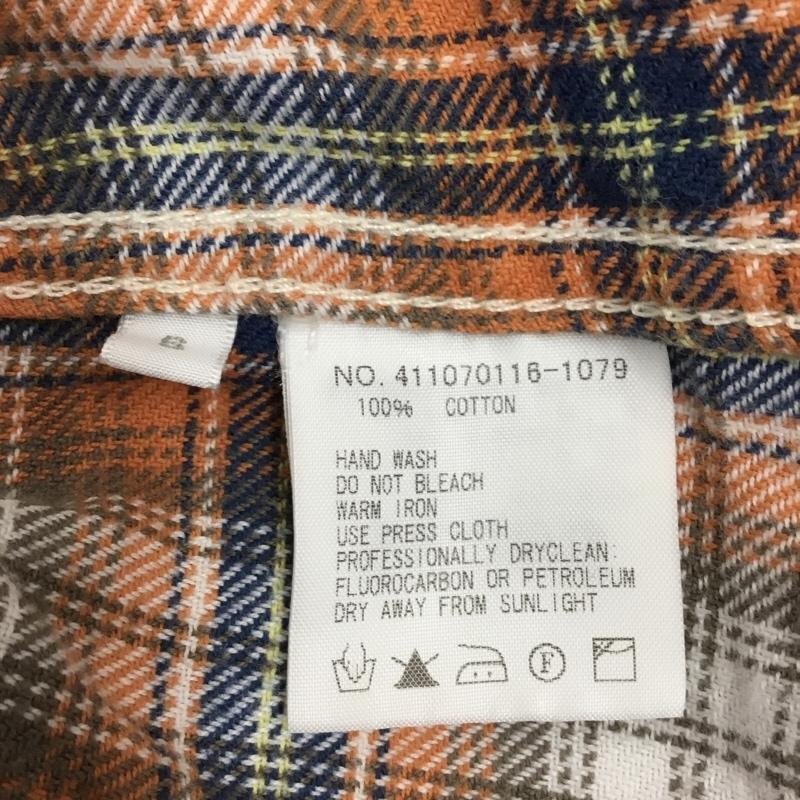 NO. 411070116-1079
100% COTTON
HAND WASH
DO NOT BLEACH
WARM IRON
USE PRESS CLOTH
PROFESSIONALLY DRYCLEAN:
FLUOROCARBON OR PETROLEUM
DRY AWAY FROM SUNLIGHT
F